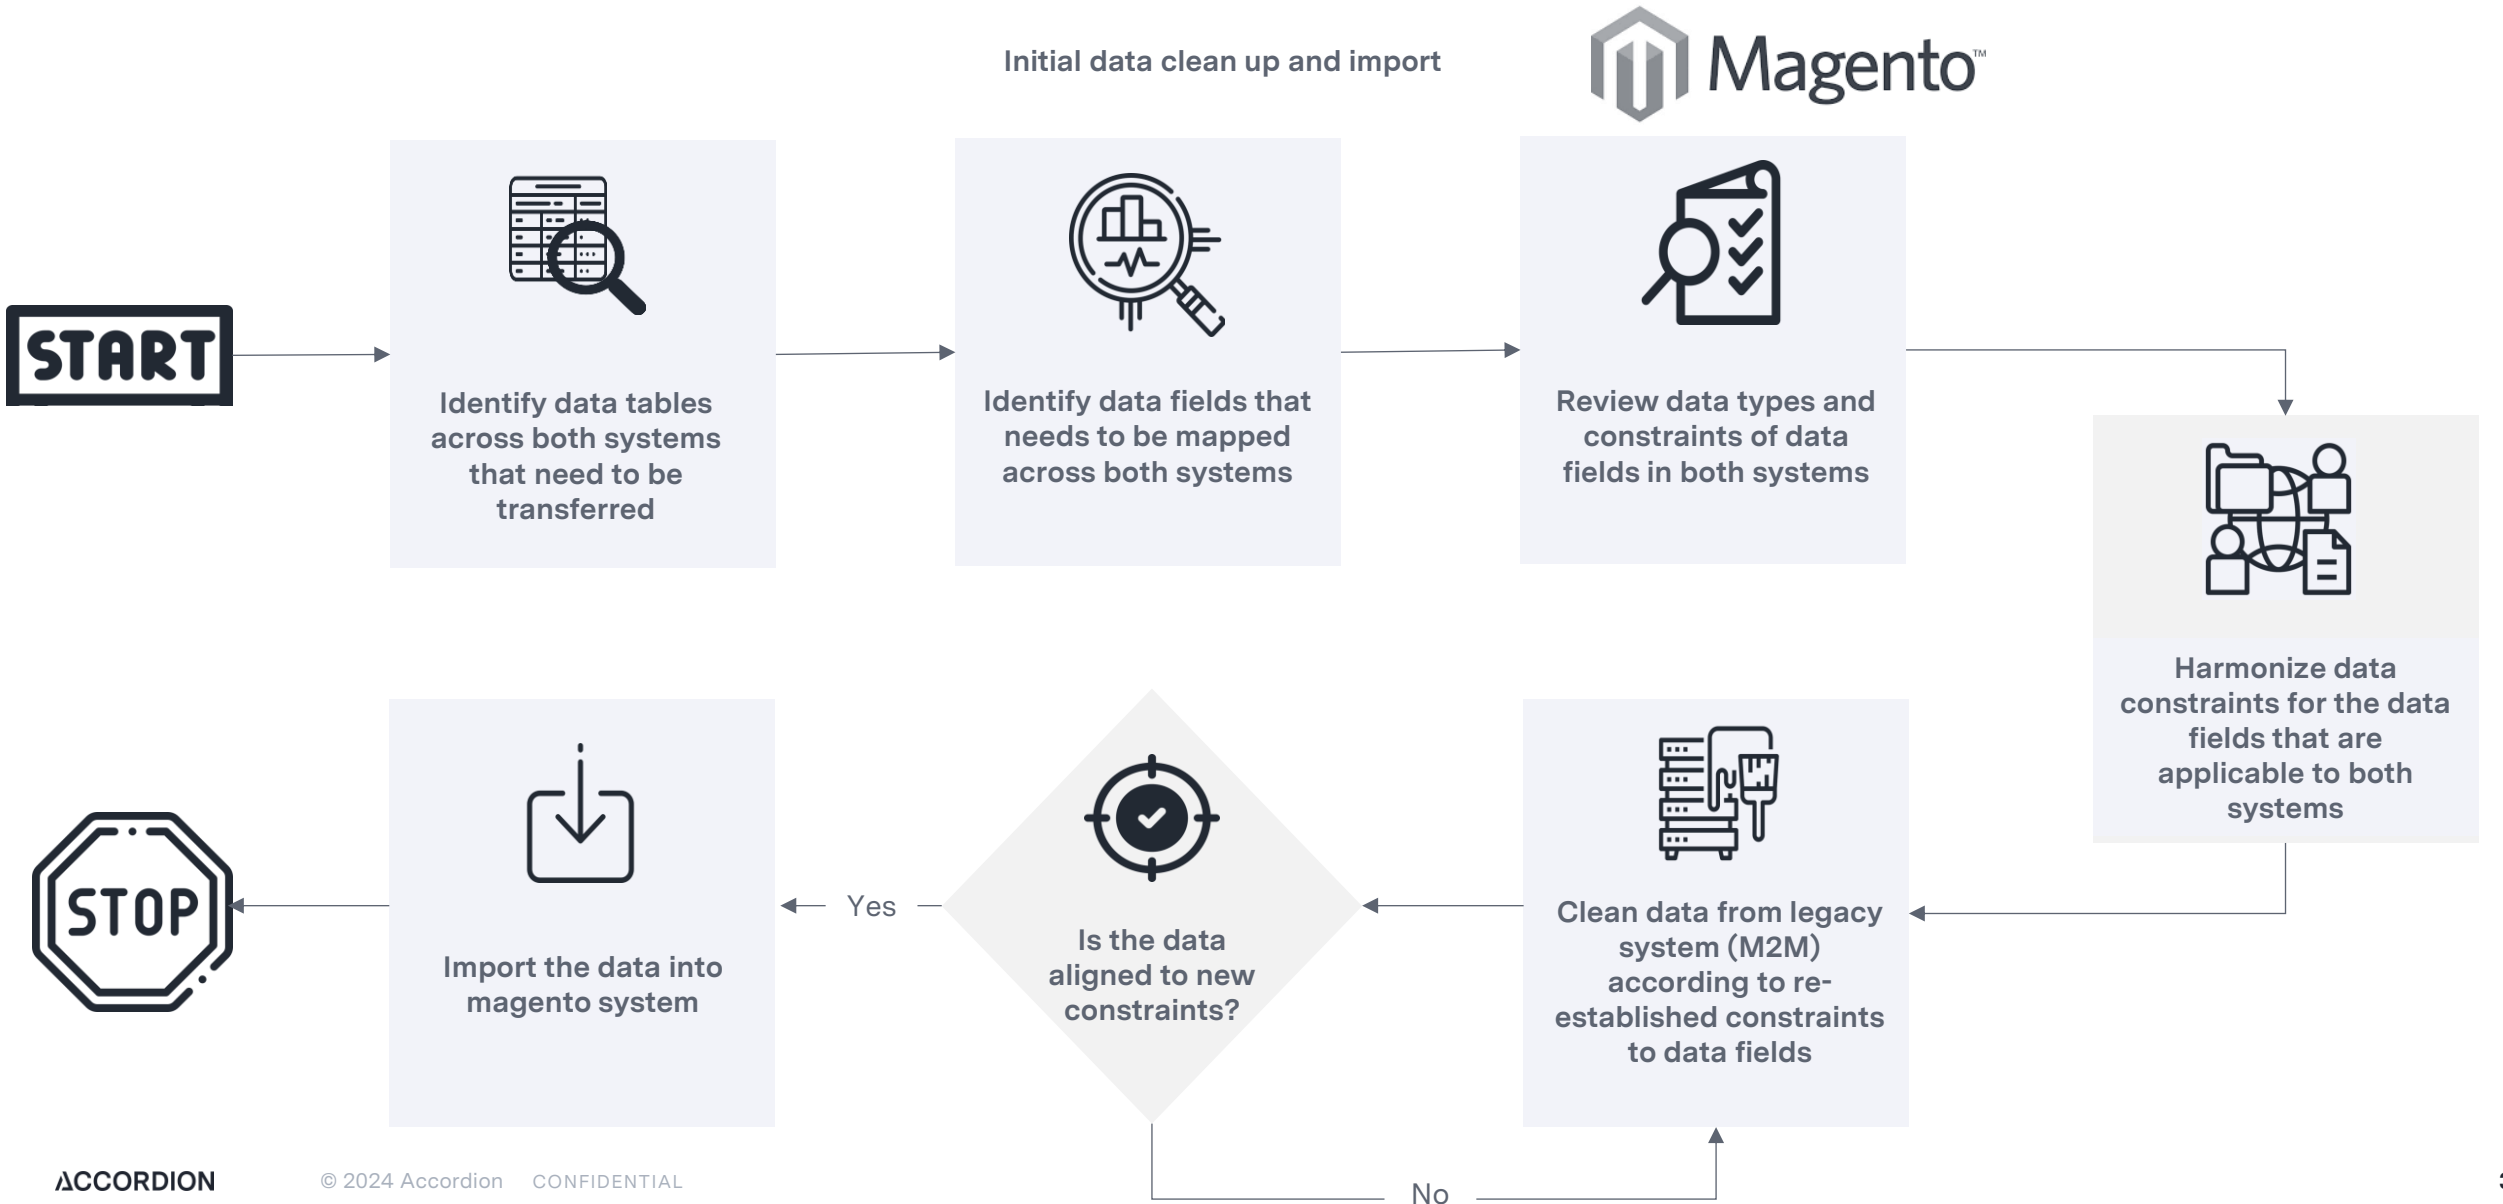 Initial data clean up and import
Magento™
START
Identify data tables
across both systems
that need to be
transferred
Identify data fields that
needs to be mapped
across both systems
Review data types and
constraints of data
fields in both systems
Harmonize data
constraints for the data
fields that are
applicable to both
systems
Clean data from legacy
system (M2M)
according to re-
established constraints
to data fields
Is the data
aligned to new
constraints?
Yes
No
Import the data into
magento system
STOP
ACCORDION
© 2024 Accordion CONFIDENTIAL